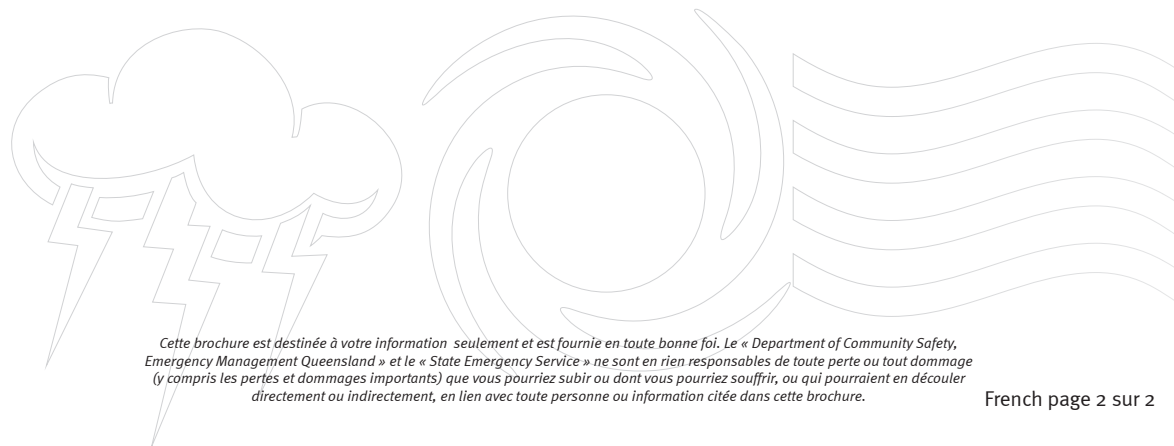 Cette brochure est destinée à votre information seulement et est fournie en toute bonne foi. Le « Department of Community Safety,
Emergency Management Queensland » et le « State Emergency Service » ne sont en rien responsables de toute perte ou tout dommage
(y compris les pertes et dommages importants) que vous pourriez subir ou dont vous pourriez souffrir, ou qui pourraient en découler
directement ou indirectement, en lien avec toute personne ou information citée dans cette brochure.
French page 2 sur 2